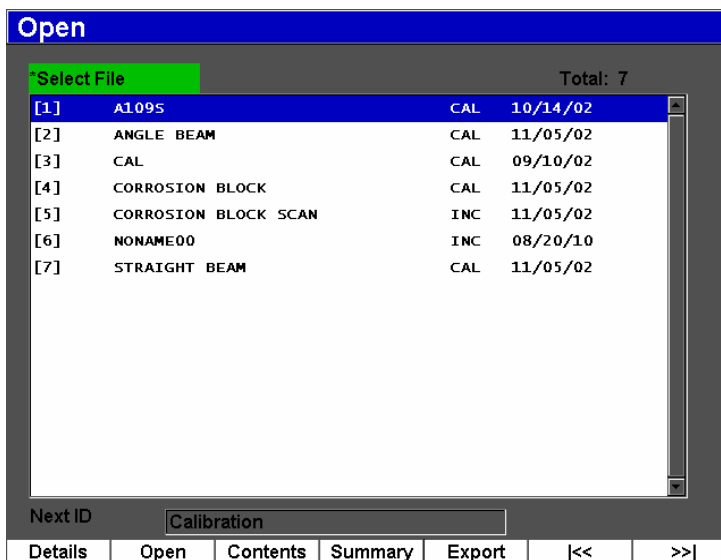 Open
*Select File Total: 7
[1] A109S CAL 10/14/02
[2] ANGLE BEAM CAL 11/05/02
[3] CAL CAL 09/10/02
[4] CORROSION BLOCK CAL 11/05/02
[5] CORROSION BLOCK SCAN INC 11/05/02
[6] NONAME00 INC 08/20/10
[7] STRAIGHT BEAM CAL 11/05/02
Next ID Calibration
Details Open Contents Summary Export |<< >>|